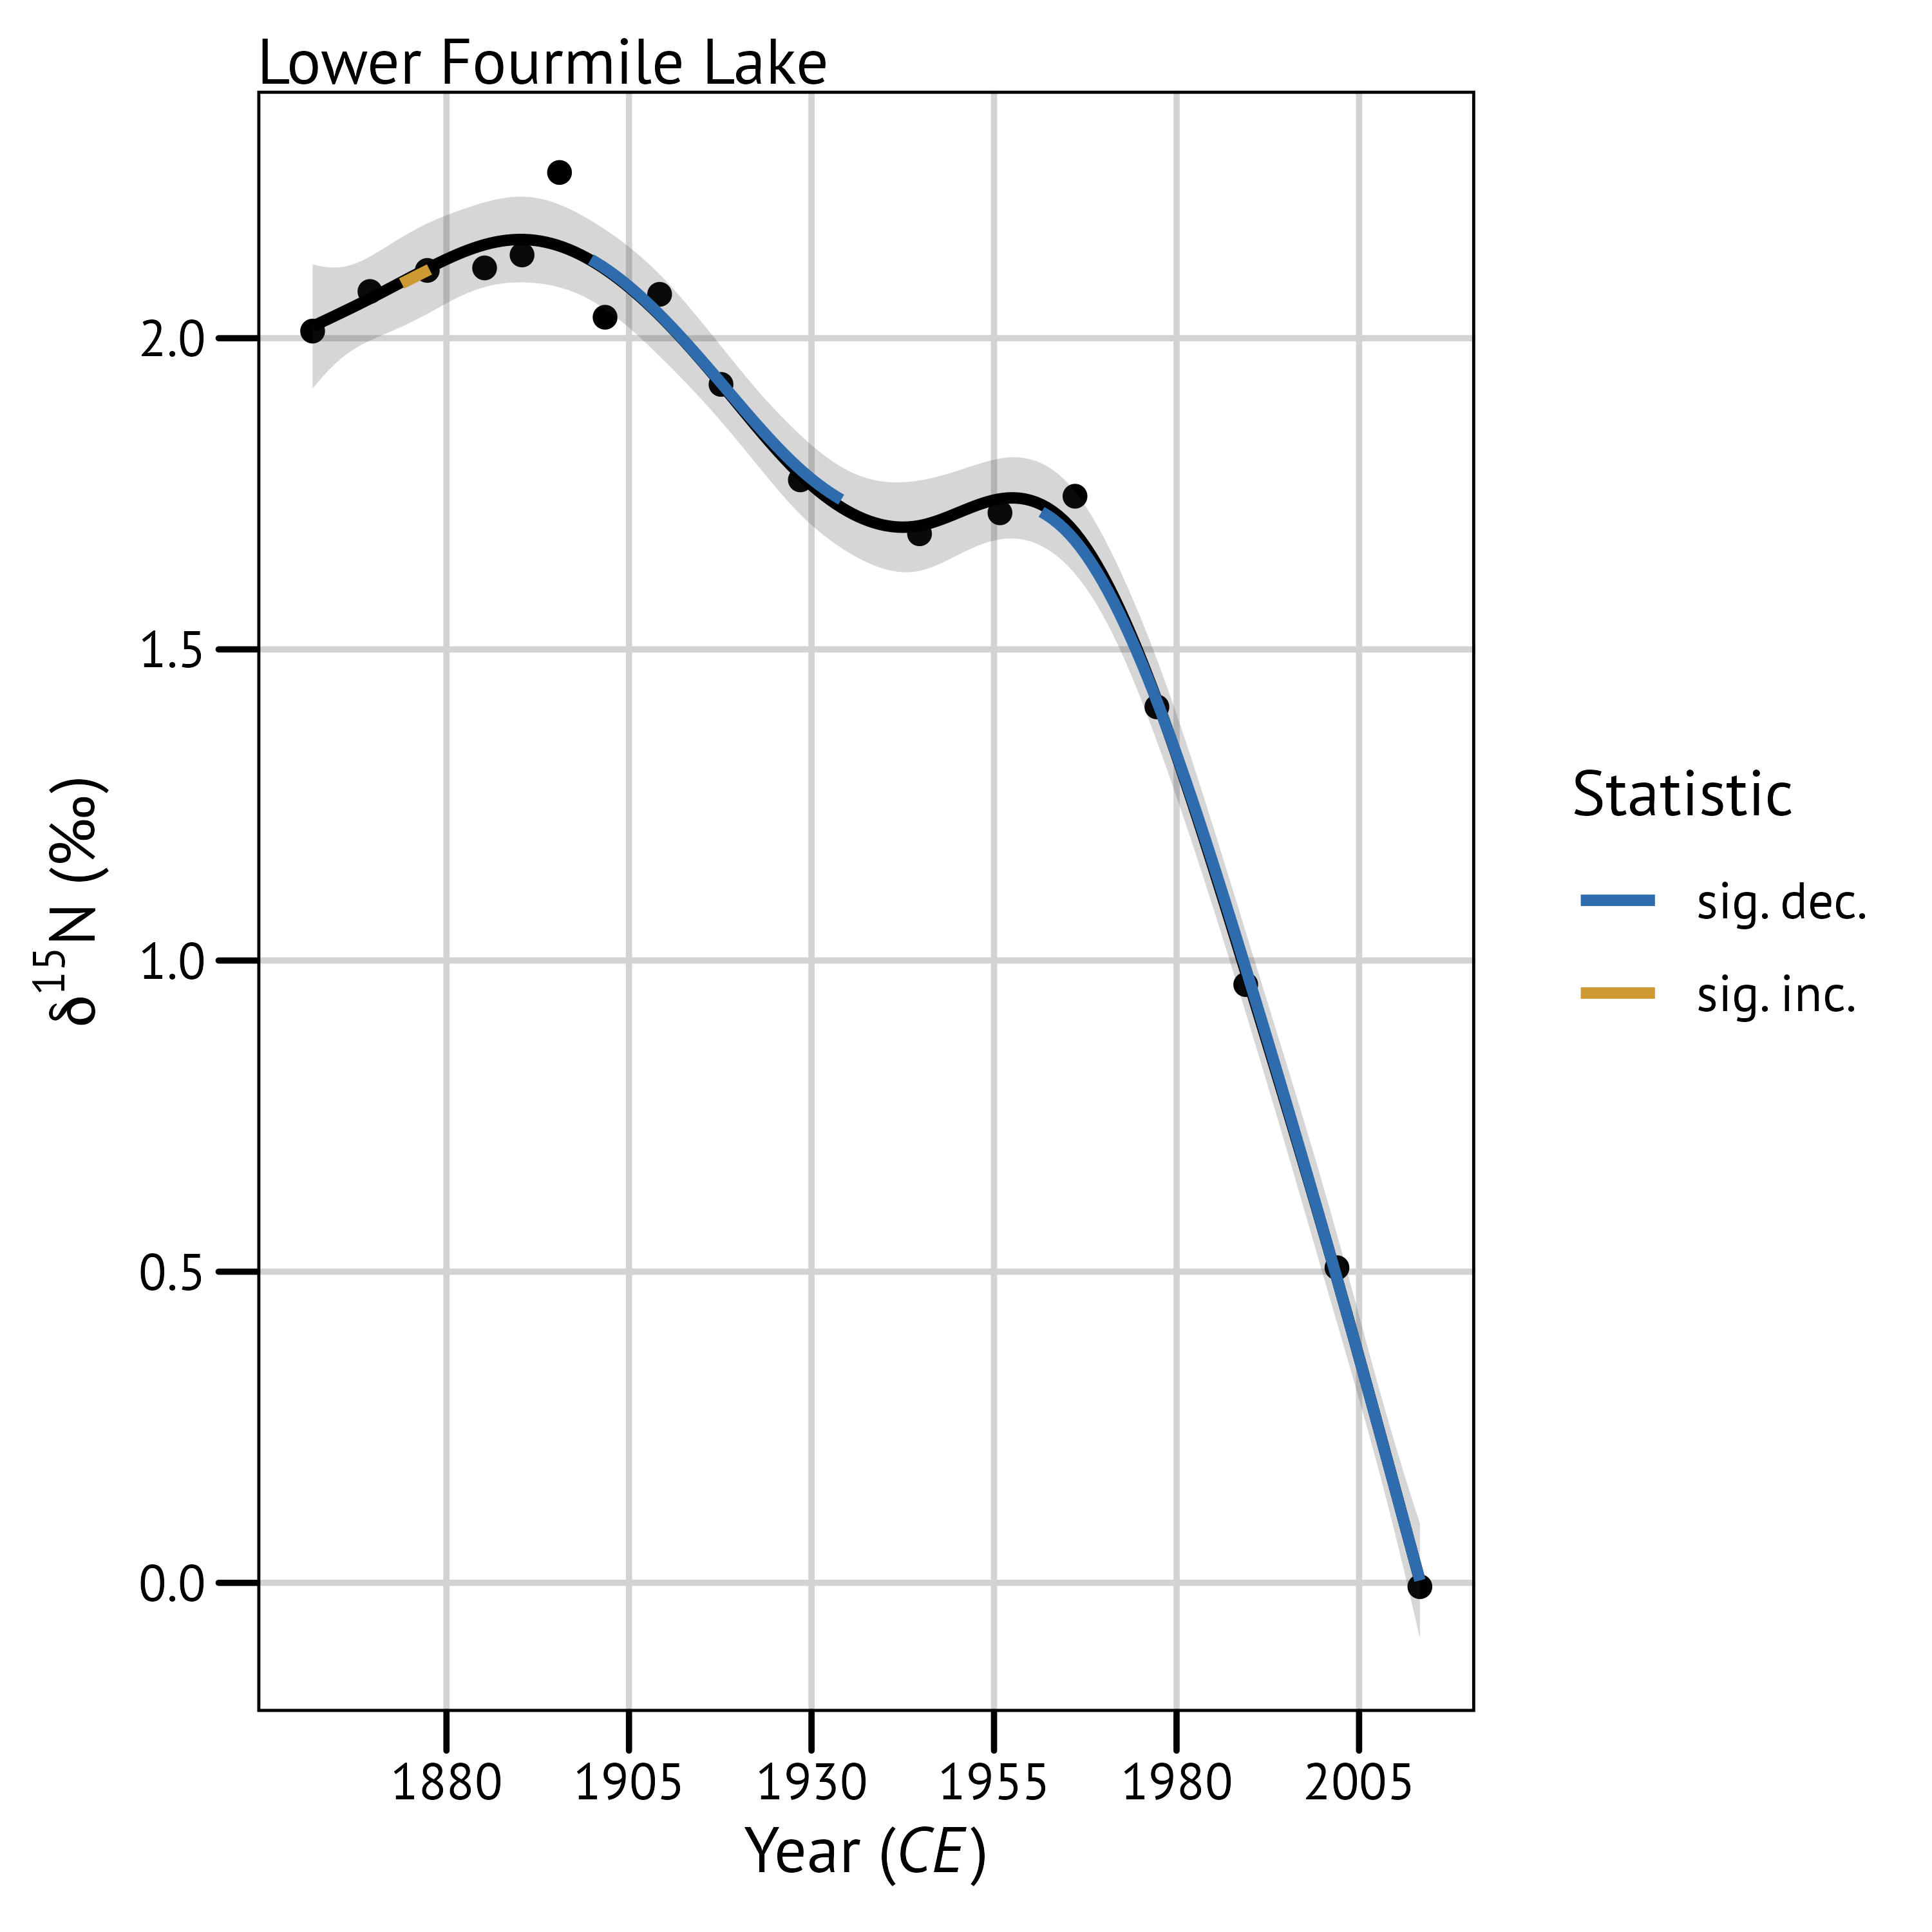 Lower Fourmile Lake
2.0
1.5
1.0
0.5
0.0
δ¹⁵N (‰)
1880 1905 1930 1955 1980 2005
Year (CE)
Statistic
sig. dec.
sig. inc.